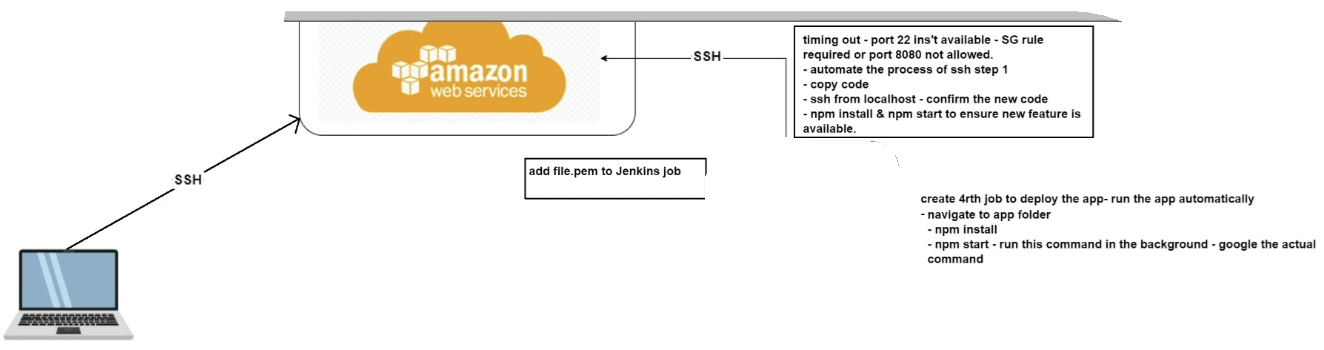 amazon
web services
SSH
timing out - port 22 ins't available - SG rule
required or port 8080 not allowed.
- automate the process of ssh step 1
- copy code
- ssh from localhost - confirm the new code
- npm install & npm start to ensure new feature is
available.
SSH
add file.pem to Jenkins job
create 4rth job to deploy the app- run the app automatically
- navigate to app folder
- npm install
- npm start - run this command in the background - google the actual
command